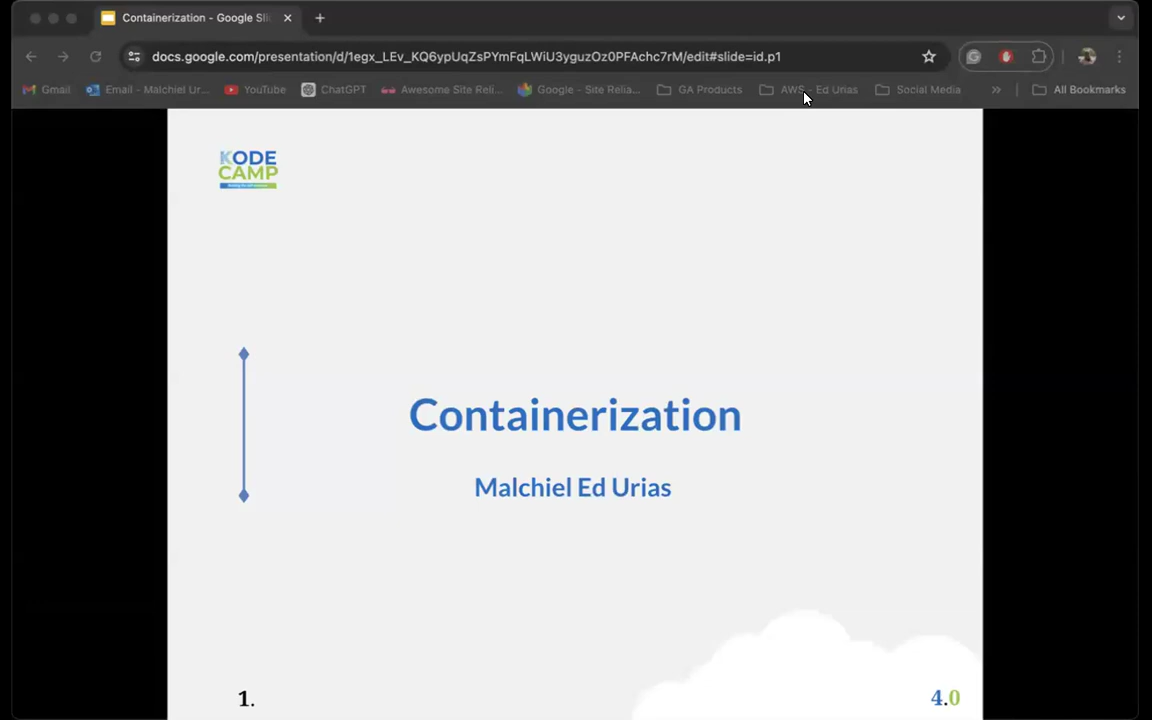 Containerization - Google Sli
docs.google.com/presentation/d/1egx_LEv_KQ6ypUqZsPYmFqLWiU3yguzOz0PFAchc7rM/edit#slide=id.p1
Gmail
Email - Malchiel Ur...
YouTube
ChatGPT
Awesome Site Reli...
Google - Site Relia...
GA Products
AWS - Ed Urias
Social Media
All Bookmarks
KODE
CAMP
Containerization
Malchiel Ed Urias
1.
4.0